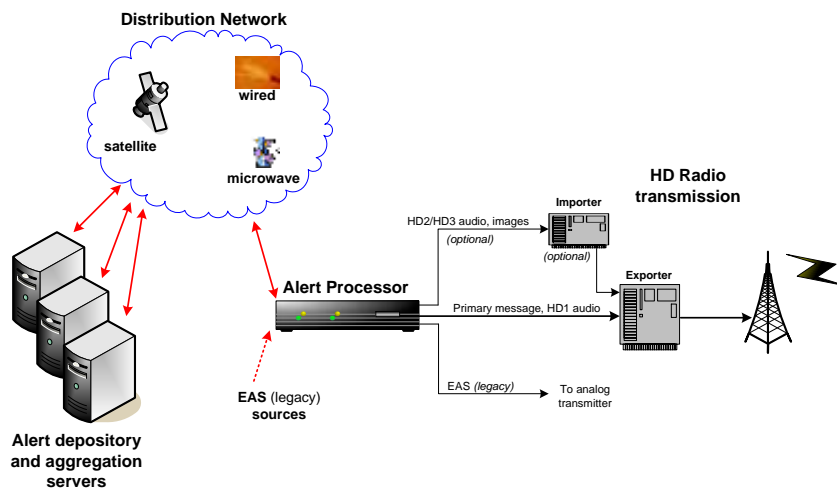 Distribution Network
wired
satellite
microwave
HD Radio
transmission
Importer
HD2/HD3 audio, images
(optional)
(optional)
Exporter
Alert Processor
Primary message, HD1 audio
EAS (legacy)
To analog
transmitter
EAS (legacy)
sources
Alert depository
and aggregation
servers